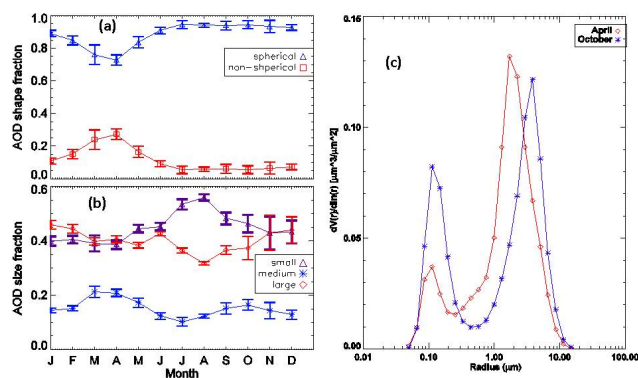 (a)
1.0
0.8
0.6
0.4
0.2
0.0
AOD shape fraction
spherical
non-shperical
(b)
0.6
0.4
0.2
0.0
AOD size fraction
small
medium
large
J F M A M J J A S O N D
Month
(c)
April
October
0.16
0.10
0.05
0.00
dV(r)/dln(r) [μm^3/μm^2]
0.01 0.10 1.00 10.00 100.00
Radius (μm)